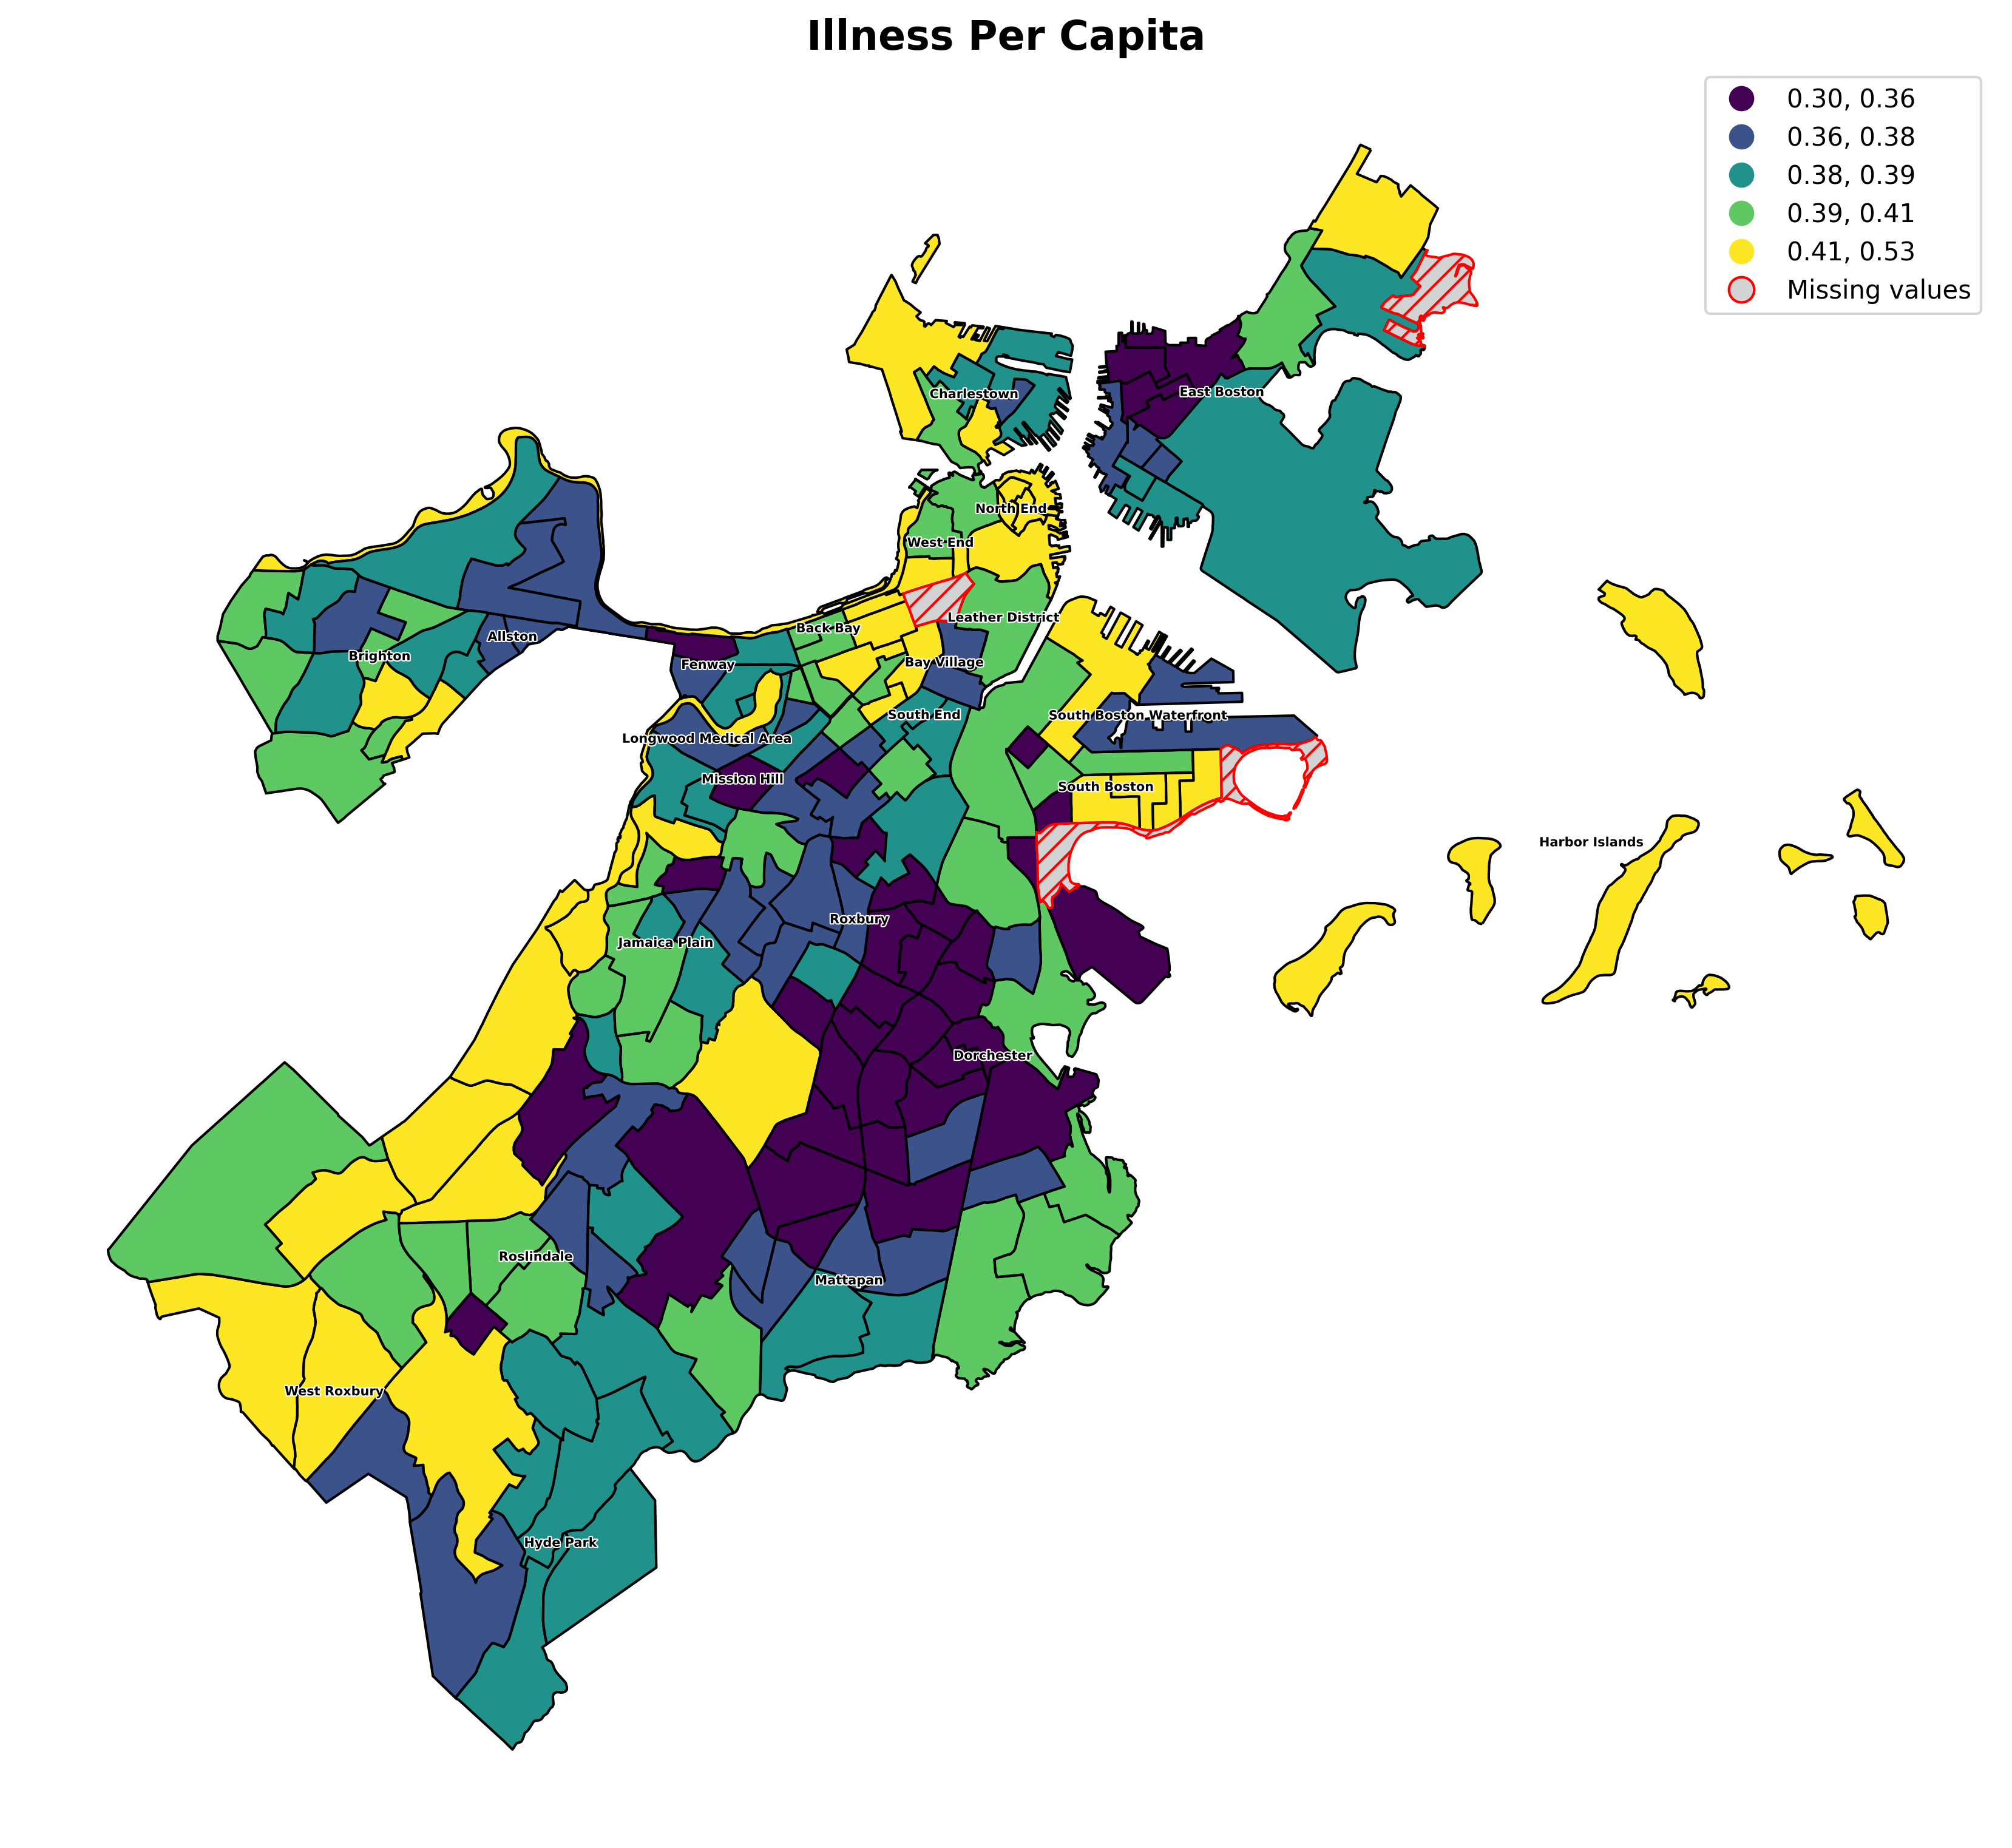 Illness Per Capita
0.30, 0.36
0.36, 0.38
0.38, 0.39
0.39, 0.41
0.41, 0.53
Missing values
Charlestown
East Boston
North End
West End
Leather District
Back Bay
Allston
Brighton
Fenway
Bay Village
South End
South Boston Waterfront
Longwood Medical Area
Mission Hill
South Boston
Harbor Islands
Roxbury
Jamaica Plain
Dorchester
Roslindale
Mattapan
West Roxbury
Hyde Park